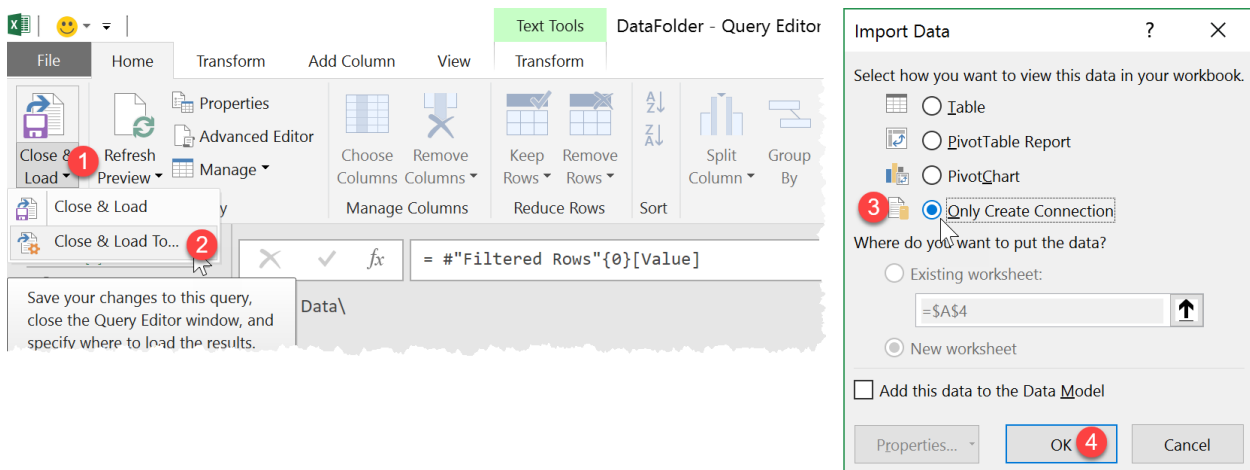 Text Tools
DataFolder - Query Editor
File
Home
Transform
Add Column
View
Transform
Close &
Load
1
Refresh
Preview
Properties
Advanced Editor
Manage
Choose
Columns
Remove
Columns
Manage Columns
Keep
Rows
Remove
Rows
Reduce Rows
A
Z
Z
A
Sort
Split
Column
Group
By
Close & Load
y
Close & Load To...
2
fx
= #"Filtered Rows"{0}[Value]
Save your changes to this query,
close the Query Editor window, and
specify where to load the results.
Data\
Import Data
?
Select how you want to view this data in your workbook.
Table
PivotTable Report
PivotChart
3
Only Create Connection
Where do you want to put the data?
Existing worksheet:
=$A$4
New worksheet
Add this data to the Data Model
Properties...
OK
4
Cancel